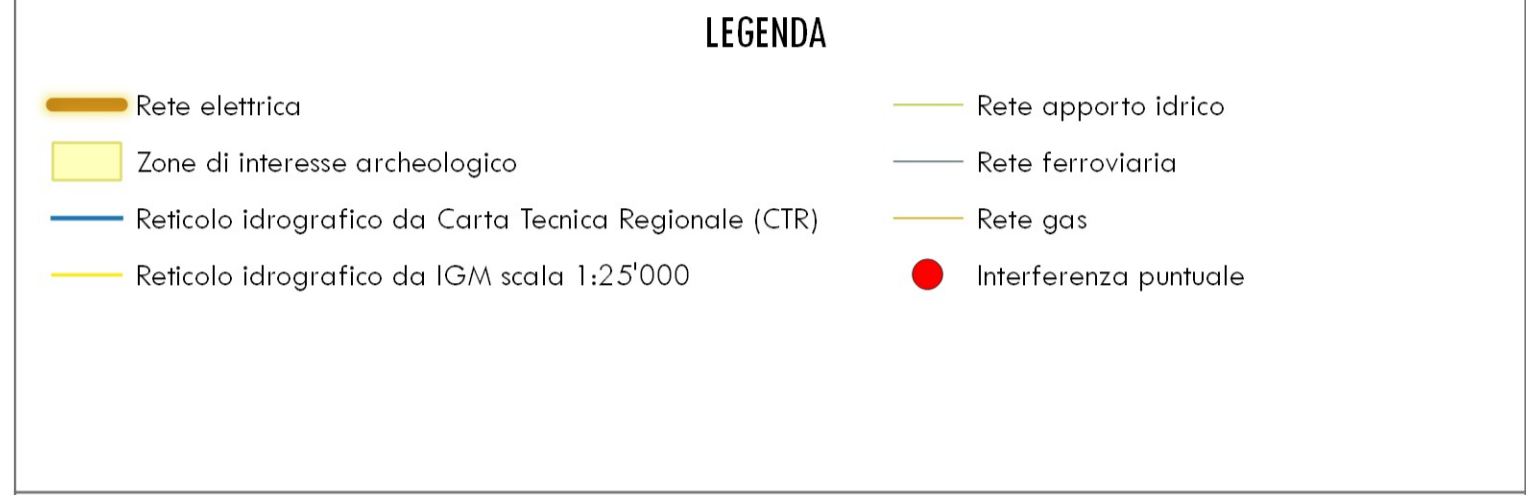 LEGENDA
Rete elettrica
Zone di interesse archeologico
Reticolo idrografico da Carta Tecnica Regionale (CTR)
Reticolo idrografico da IGM scala 1:25'000
Rete apporto idrico
Rete ferroviaria
Rete gas
Interferenza puntuale